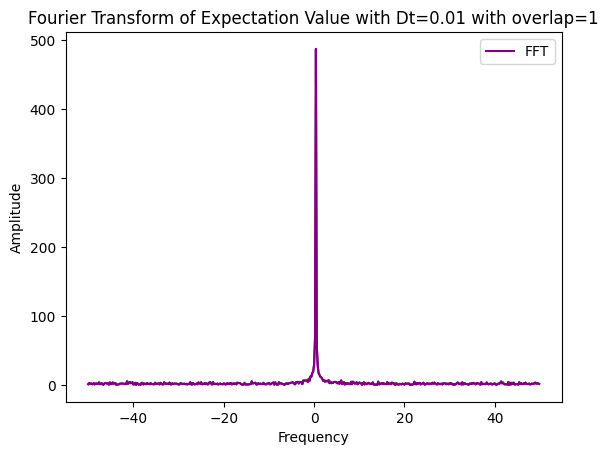 Fourier Transform of Expectation Value with Dt=0.01 with overlap=1
FFT
500
400
300
200
100
0
Amplitude
−40 −20 0 20 40
Frequency